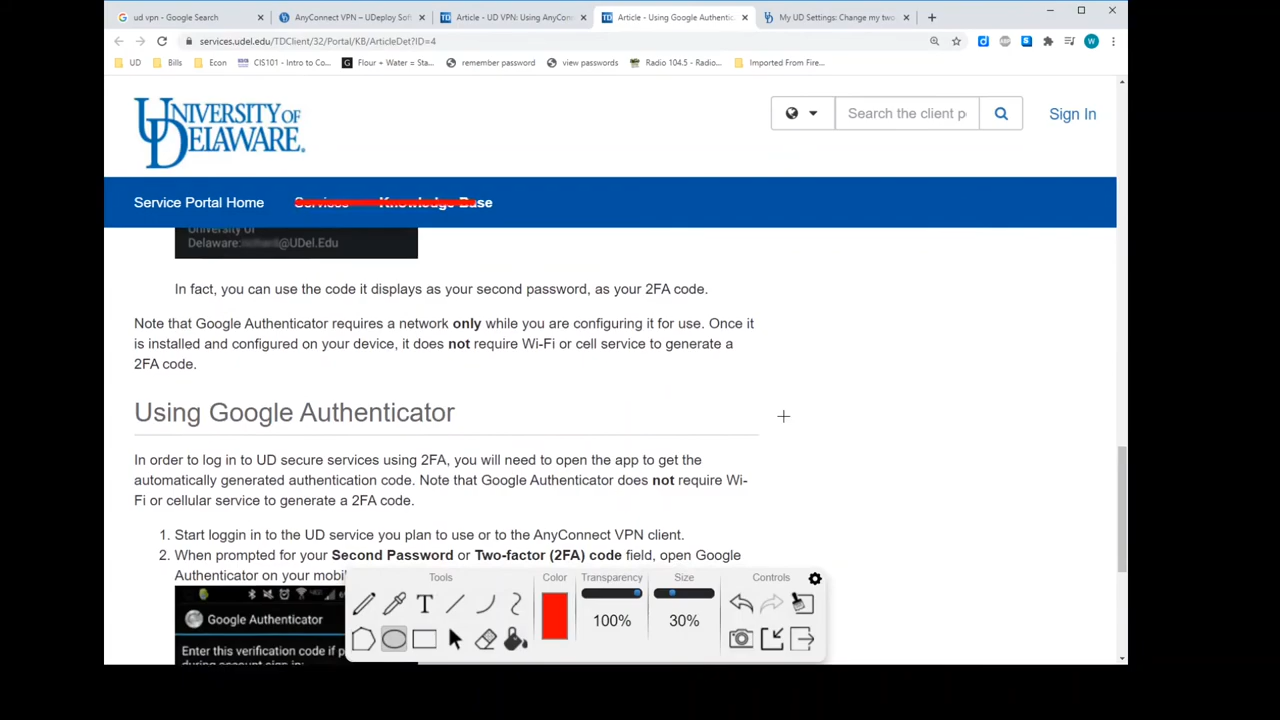 ud vpn - Google Search
AnyConnect VPN – UDeploy Sof
Article - UD VPN: Using AnyConn
Article - Using Google Authentic
My UD Settings: Change my two
services.udel.edu/TDClient/32/Portal/KB/ArticleDet?ID=4
UD
Bills
Econ
CIS101 - Intro to Co...
Flour + Water = Sta...
remember password
view passwords
Radio 104.5 - Radio...
Imported From Fire...
UNIVERSITY OF
DELAWARE.
Search the client p
Sign In
Service Portal Home Services Knowledge Base
University of
Delaware: @UDel.Edu
In fact, you can use the code it displays as your second password, as your 2FA code.
Note that Google Authenticator requires a network only while you are configuring it for use. Once it
is installed and configured on your device, it does not require Wi-Fi or cell service to generate a
2FA code.
Using Google Authenticator
In order to log in to UD secure services using 2FA, you will need to open the app to get the
automatically generated authentication code. Note that Google Authenticator does not require Wi-
Fi or cellular service to generate a 2FA code.
1. Start loggin in to the UD service you plan to use or to the AnyConnect VPN client.
2. When prompted for your Second Password or Two-factor (2FA) code field, open Google
Authenticator on your mobi
Google Authenticator
Enter this verification code if p
during account sign in:
Tools
Color
Transparency
Size
Controls
100%
30%